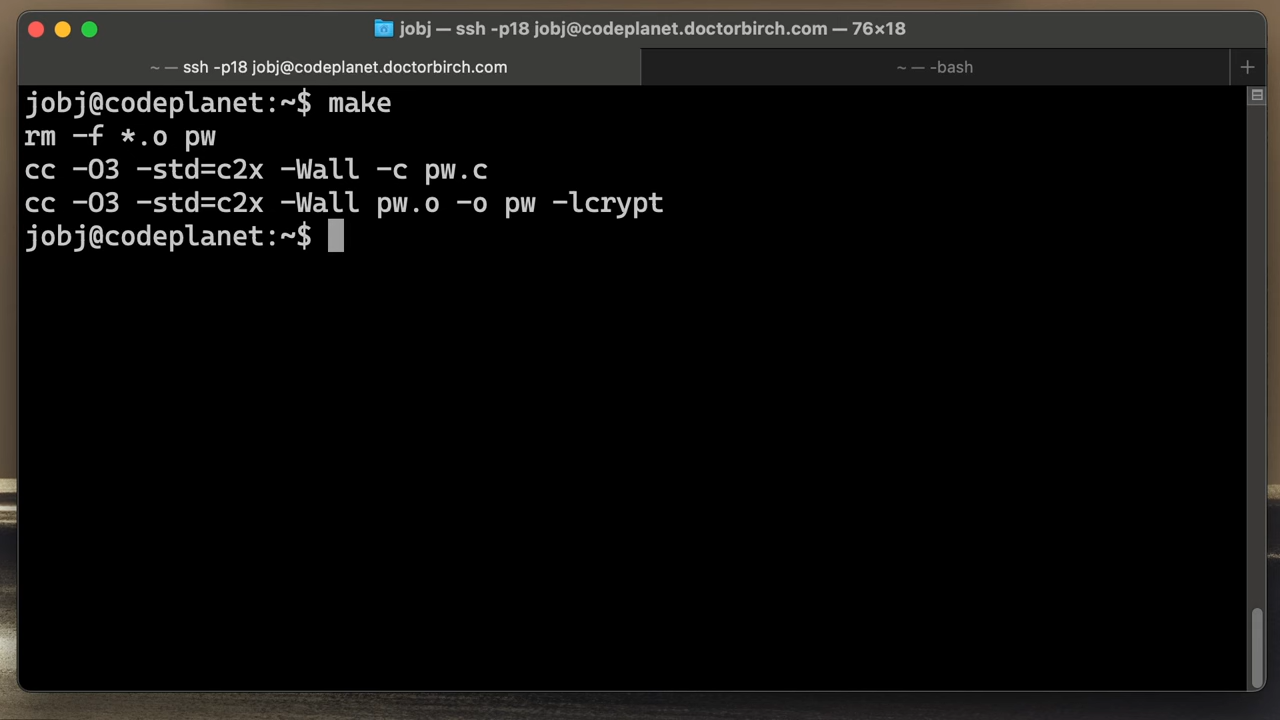 jobj — ssh -p18 jobj@codeplanet.doctorbirch.com — 76×18
~ — ssh -p18 jobj@codeplanet.doctorbirch.com
~ — -bash
+
jobj@codeplanet:~$ make
rm -f *.o pw
cc -O3 -std=c2x -Wall -c pw.c
cc -O3 -std=c2x -Wall pw.o -o pw -lcrypt
jobj@codeplanet:~$